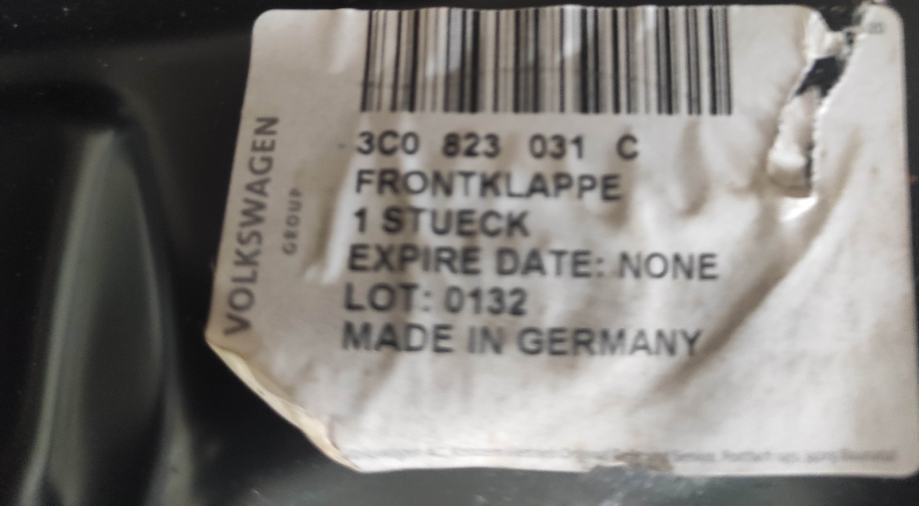 VOLKSWAGEN
GROUP
3C0 823 031 C
FRONTKLAPPE
1 STUECK
EXPIRE DATE: NONE
LOT: 0132
MADE IN GERMANY